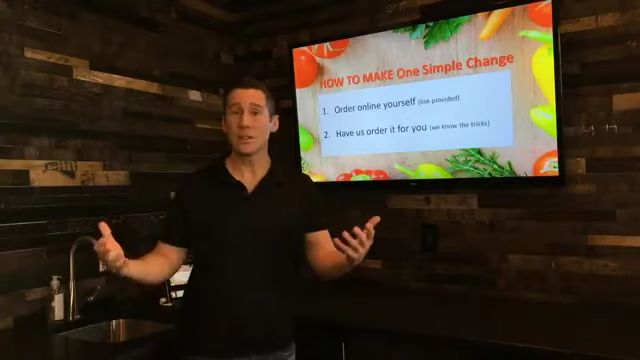 HOW TO MAKE One Simple Change
1. Order online yourself (link provided)
2. Have us order it for you (we know the tricks)